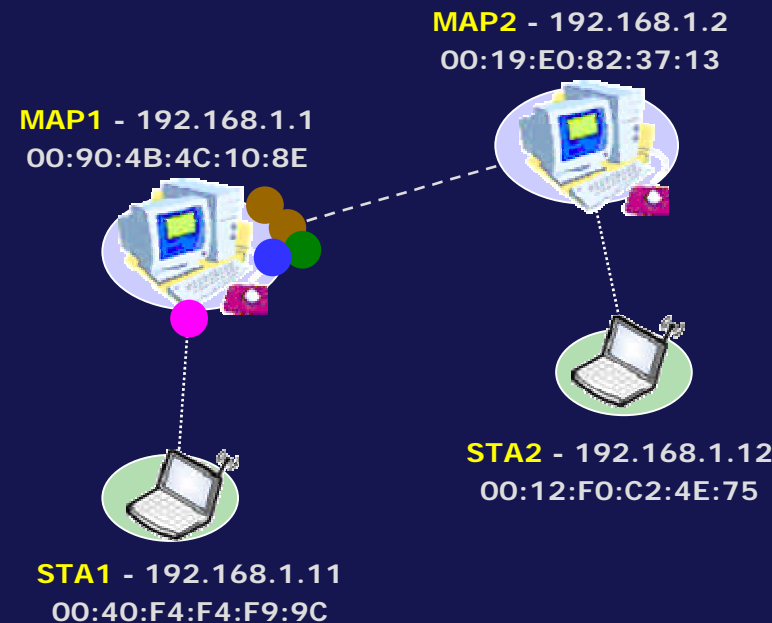 MAP2 - 192.168.1.2
00:19:E0:82:37:13
MAP1 - 192.168.1.1
00:90:4B:4C:10:8E
STA2 - 192.168.1.12
00:12:F0:C2:4E:75
STA1 - 192.168.1.11
00:40:F4:F4:F9:9C